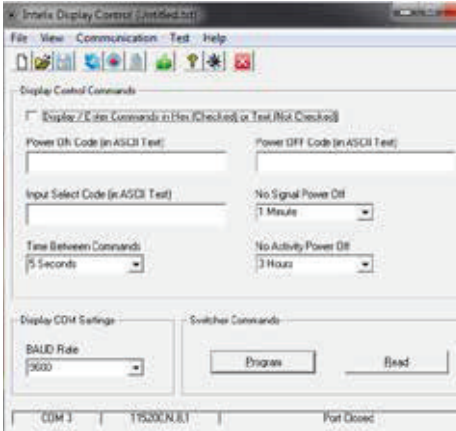 Intelix Display Control (Untitled.txt)
File View Communication Test Help
Display Control Commands
Display / Enter Commands in Hex (Checked) or Text (Not Checked)
Power ON Code (in ASCII Text)
Power OFF Code (in ASCII Text)
Input Select Code (in ASCII Text)
No Signal Power Off
1 Minute
Time Between Commands
No Activity Power Off
5 Seconds
3 Hours
Display COM Settings
Switcher Commands
BAUD Rate
9600
Program
Read
COM 3
115200,N,8,1
Port Closed